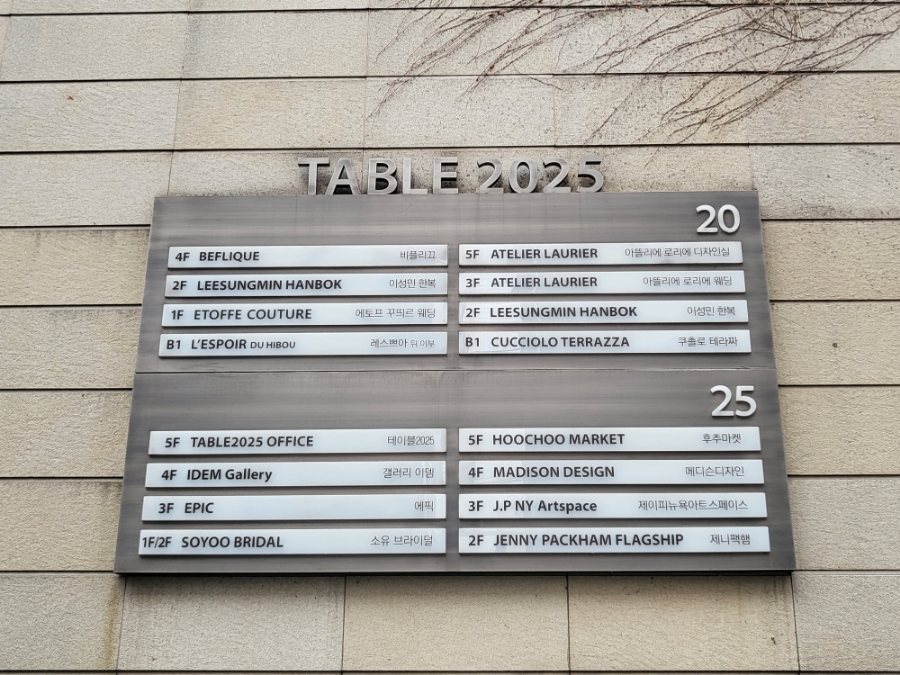 TABLE 2025
20
4F BEFLIQUE 비플리끄
2F LEESUNGMIN HANBOK 이성민 한복
1F ETOFFE COUTURE 에토프 꾸띄르 웨딩
B1 L'ESPOIR DU HIBOU 레스쁘아 뒤 이부
5F ATELIER LAURIER 아뜰리에 로리에 디자인실
3F ATELIER LAURIER 아뜰리에 로리에 웨딩
2F LEESUNGMIN HANBOK 이성민 한복
B1 CUCCIOLO TERRAZZA 쿠촐로 테라짜
25
5F TABLE2025 OFFICE 테이블2025
4F IDEM Gallery 갤러리 이뎀
3F EPIC 에픽
1F/2F SOYOO BRIDAL 소유 브라이덜
5F HOOCHOO MARKET 후추마켓
4F MADISON DESIGN 메디슨디자인
3F J.P NY Artspace 제이피뉴욕아트스페이스
2F JENNY PACKHAM FLAGSHIP 제니팩햄